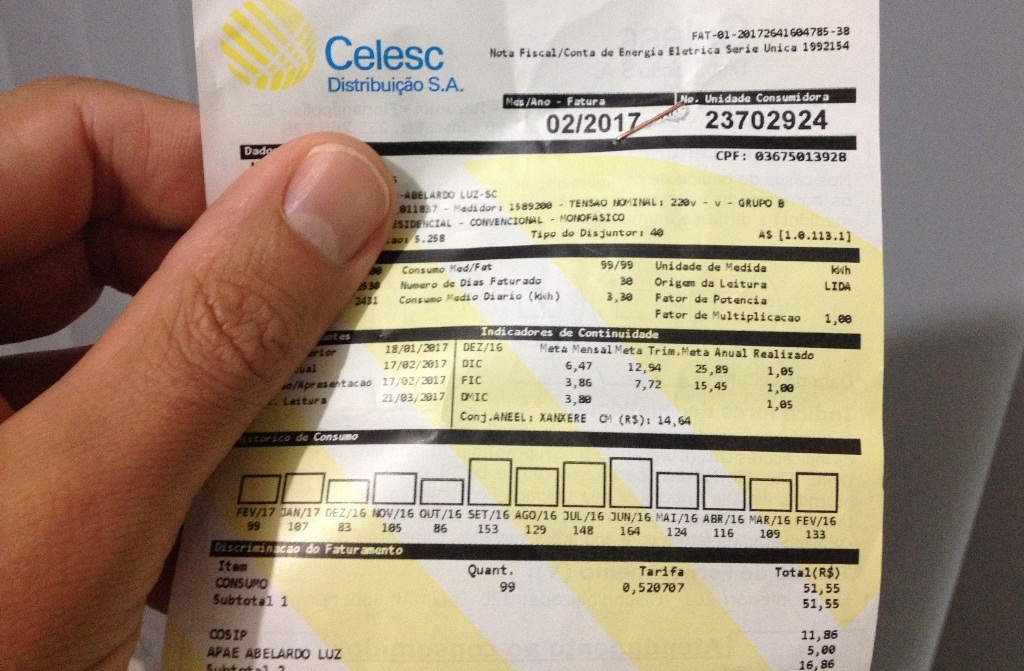 Celesc
Distribuição S.A.
FAT-01-20172641604785-38
Nota Fiscal/Conta de Energia Eletrica Serie Unica 1992154
Mes/Ano - Fatura No. Unidade Consumidora
02/2017 23702924
CPF: 03675013928
-ABELARDO LUZ-SC
- Medidor: 1589200 - TENSAO NOMINAL: 220v - v - GRUPO B
- CONVENCIONAL - MONOFASICO
5.258 Tipo do Disjuntor: 40 A$ [1.0.113.1]
Consumo Med/Fat 99/99 Unidade de Medida kWh
Numero de Dias Faturado 30 Origem da Leitura LIDA
2431 Consumo Medio Diario (kWh) 3,30 Fator de Potencia
Fator de Multiplicacao 1,00
Indicadores de Continuidade
18/01/2017 DEZ/16 Meta Mensal Meta Trim. Meta Anual Realizado
17/02/2017 DIC 6,47 12,94 25,89 1,05
/Apresentacao 17/02/2017 FIC 3,86 7,72 15,45 1,00
Leitura 21/03/2017 DMIC 3,80 1,05
Conj.ANEEL: XANXERE CM (R$): 14,64
Historico de Consumo
FEV/17 JAN/17 DEZ/16 NOV/16 OUT/16 SET/16 AGO/16 JUL/16 JUN/16 MAI/16 ABR/16 MAR/16 FEV/16
99 107 83 105 86 153 129 148 164 124 116 109 133
Discriminacao do Faturamento
Item Quant. Tarifa Total(R$)
CONSUMO 99 0,520707 51,55
Subtotal 1 51,55
COSIP 11,86
APAE ABELARDO LUZ 5,00
Subtotal 2 16,86